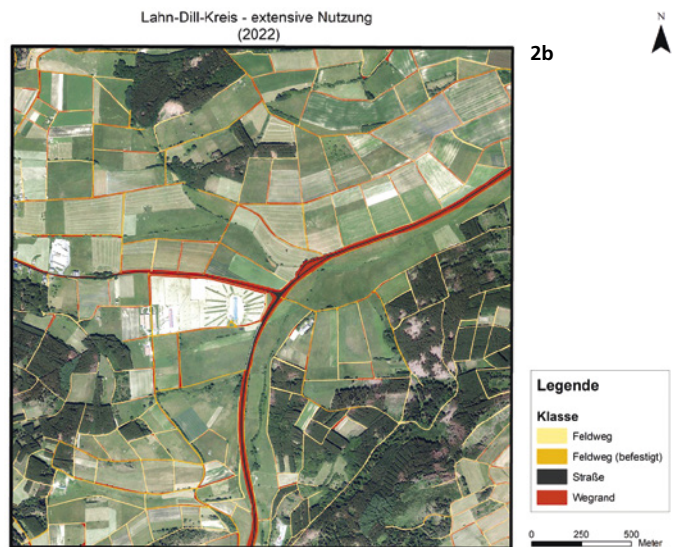 Lahn-Dill-Kreis - extensive Nutzung
(2022)
2b
N
Legende
Klasse
Feldweg
Feldweg (befestigt)
Straße
Wegrand
0 250 500
Meter